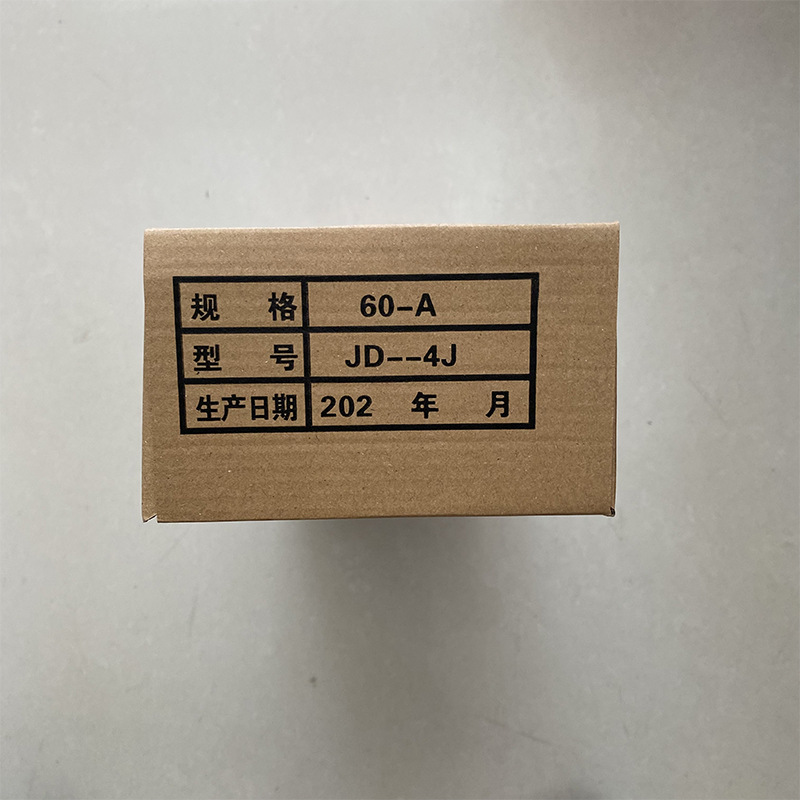 规 格 60-A
型 号 JD--4J
生产日期 202 年 月